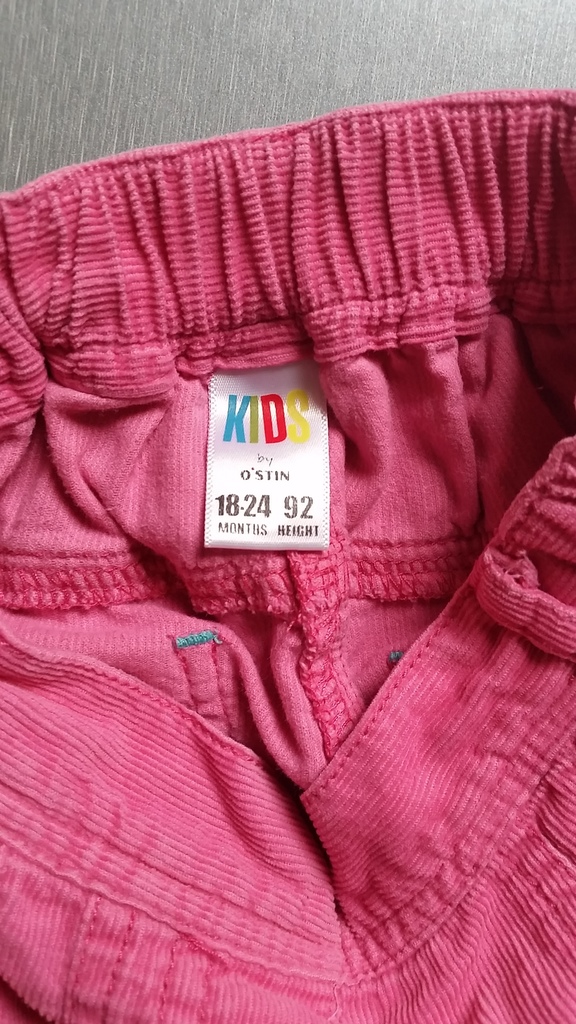 KIDS
by
O'STIN
18-24 92
MONTHS HEIGHT